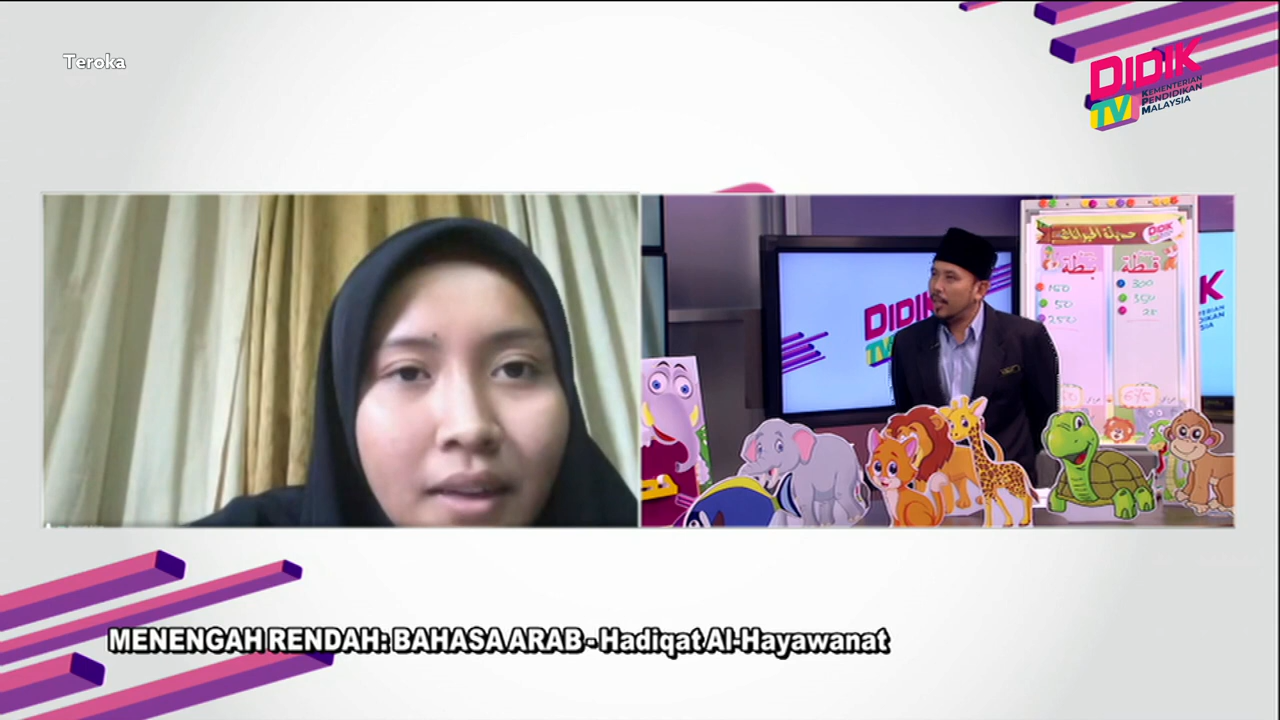 Teroka
DIDIK
TV
KEMENTERIAN
PENDIDIKAN
MALAYSIA
حديقة الحيوانات
DIDIK
بطة
قطة
150
300
50
350
250
DIDIK
TV
MENENGAH RENDAH: BAHASA ARAB - Hadiqat Al-Hayawanat